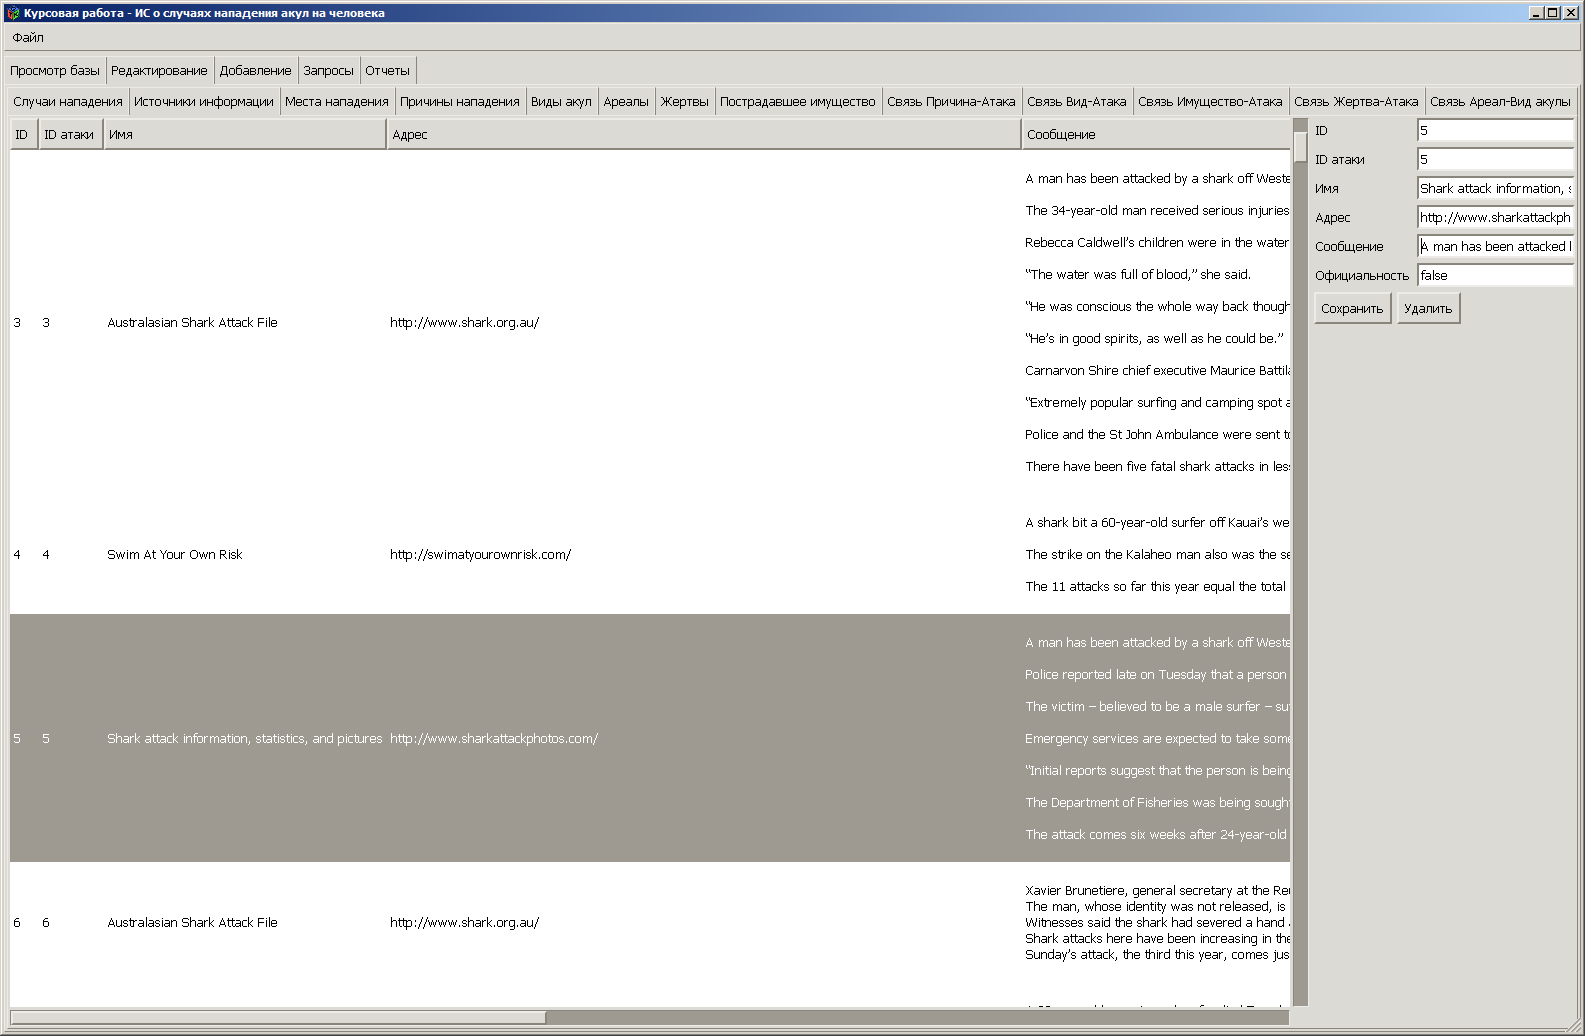 Курсовая работа - ИС о случаях нападения акул на человека
Файл
Просмотр базы Редактирование Добавление Запросы Отчеты
Случаи нападения Источники информации Места нападения Причины нападения Виды акул Ареалы Жертвы Пострадавшее имущество Связь Причина-Атака Связь Вид-Атака Связь Имущество-Атака Связь Жертва-Атака Связь Ареал-Вид акулы
ID ID атаки Имя Адрес Сообщение
A man has been attacked by a shark off Weste
The 34-year-old man received serious injuries
Rebecca Caldwell’s children were in the water
“The water was full of blood,” she said.
“He was conscious the whole way back though
3 3 Australasian Shark Attack File http://www.shark.org.au/
“He’s in good spirits, as well as he could be.”
Carnarvon Shire chief executive Maurice Battila
“Extremely popular surfing and camping spot a
Police and the St John Ambulance were sent to
There have been five fatal shark attacks in less
A shark bit a 60-year-old surfer off Kauai’s we
4 4 Swim At Your Own Risk http://swimatyourownrisk.com/ The strike on the Kalaheo man also was the se
The 11 attacks so far this year equal the total
A man has been attacked by a shark off Weste
Police reported late on Tuesday that a person
The victim – believed to be a male surfer – su
5 5 Shark attack information, statistics, and pictures http://www.sharkattackphotos.com/ Emergency services are expected to take some
“Initial reports suggest that the person is being
The Department of Fisheries was being sough
The attack comes six weeks after 24-year-old
Xavier Brunetiere, general secretary at the Reu
The man, whose identity was not released, is
6 6 Australasian Shark Attack File http://www.shark.org.au/ Witnesses said the shark had severed a hand
Shark attacks here have been increasing in the
Sunday’s attack, the third this year, comes jus
ID 5
ID атаки 5
Имя Shark attack information, s
Адрес http://www.sharkattackph
Сообщение A man has been attacked
Официальность false
Сохранить Удалить